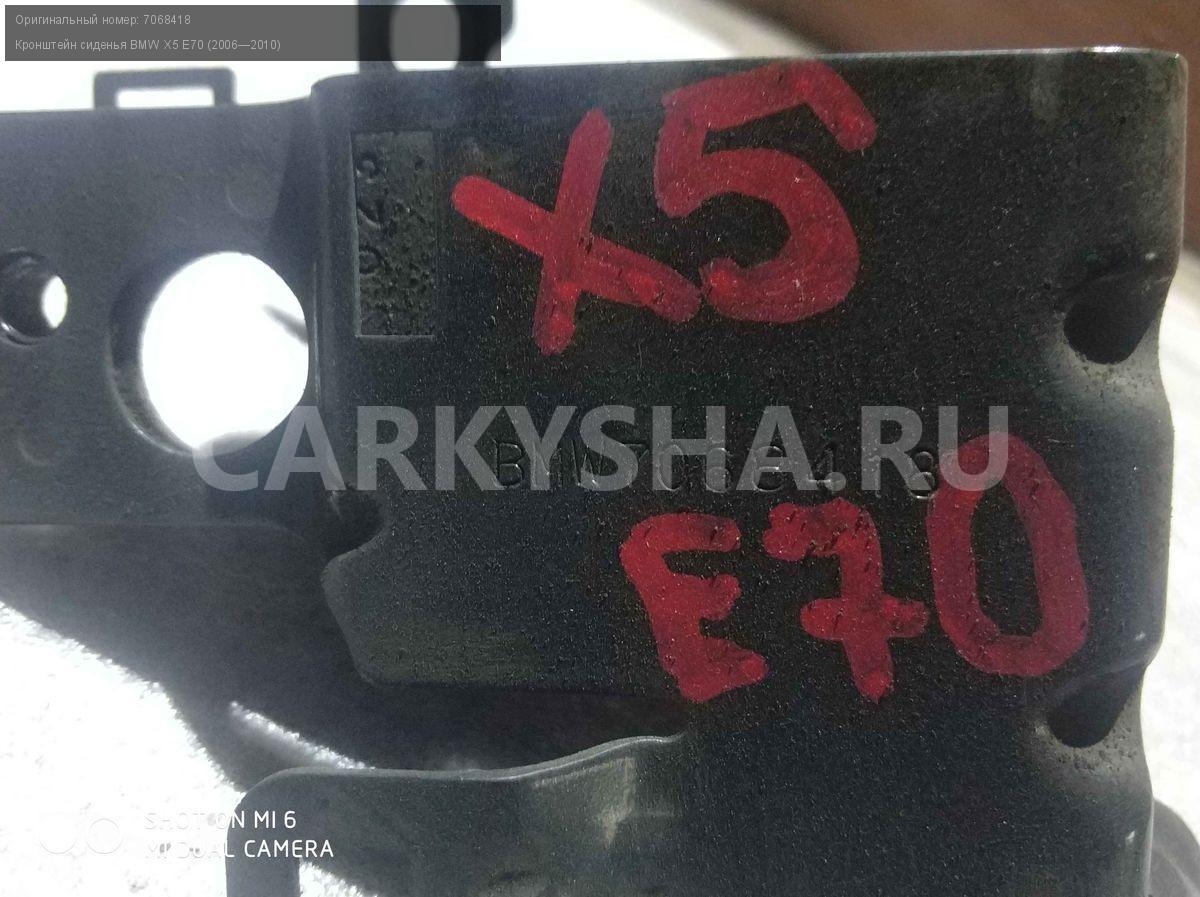 Оригинальный номер: 7068418
Кронштейн сиденья BMW X5 E70 (2006—2010)
X5
CARKYSHA.RU
BMW7068418
E70
SHOT ON MI 6
MI DUAL CAMERA